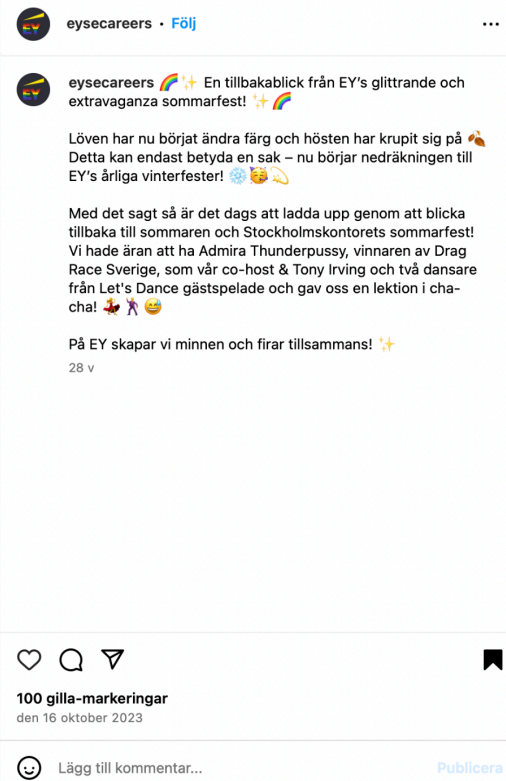 eysecareers • Följ
eysecareers 🌈✨ En tillbakablick från EY’s glittrande och
extravaganza sommarfest! ✨🌈
Löven har nu börjat ändra färg och hösten har krupit sig på 🍂
Detta kan endast betyda en sak – nu börjar nedräkningen till
EY’s årliga vinterfester! ❄️🥳💫
Med det sagt så är det dags att ladda upp genom att blicka
tillbaka till sommaren och Stockholmskontorets sommarfest!
Vi hade äran att ha Admira Thunderpussy, vinnaren av Drag
Race Sverige, som vår co-host & Tony Irving och två dansare
från Let's Dance gästspelade och gav oss en lektion i cha-
cha! 💃🕺😅
På EY skapar vi minnen och firar tillsammans! ✨
28 v
100 gilla-markeringar
den 16 oktober 2023
Lägg till kommentar...
Publicera